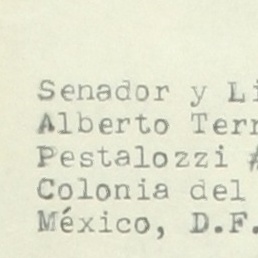 Senador y Li
Alberto Terr
Pestalozzi #
Colonia del
México, D.F.